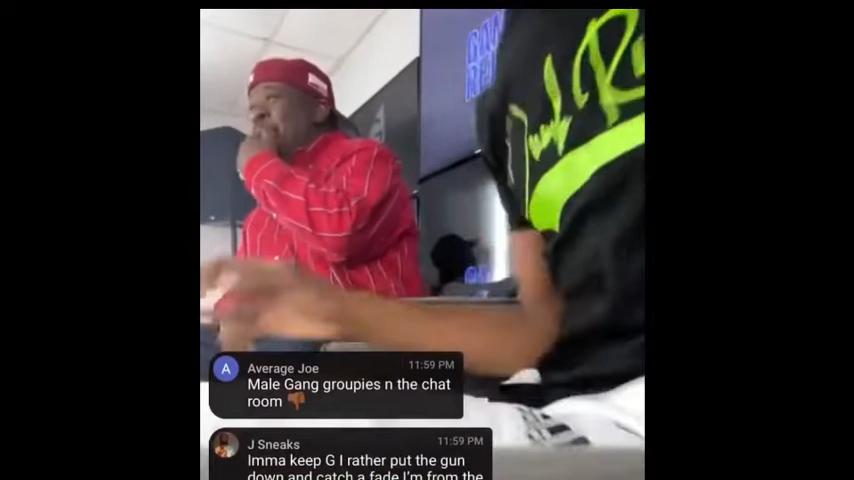 GAN
Average Joe
11:59 PM
Male Gang groupies n the chat
room
J Sneaks
11:59 PM
Imma keep G I rather put the gun
down and catch a fade I'm from the